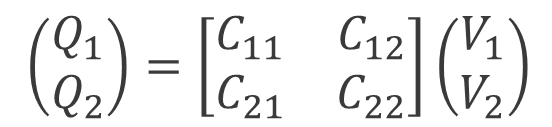 (Q₁ Q₂) = [C₁₁ C₁₂ C₂₁ C₂₂] (V₁ V₂)